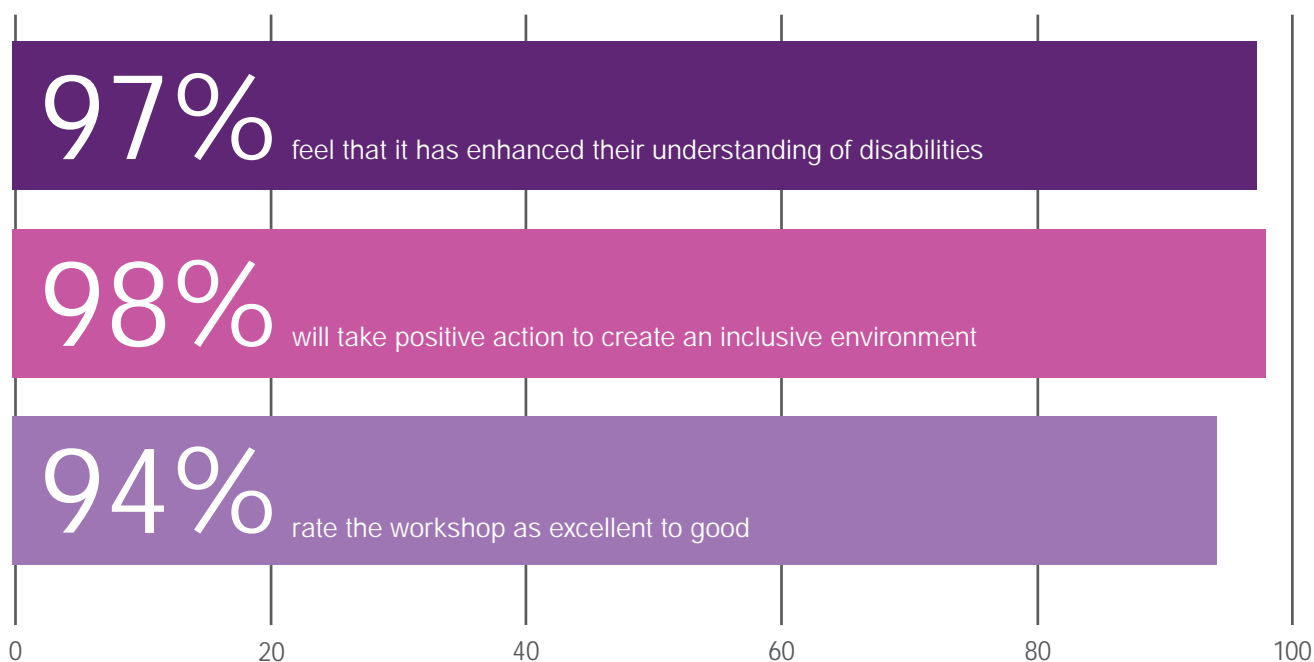 97% feel that it has enhanced their understanding of disabilities
98% will take positive action to create an inclusive environment
94% rate the workshop as excellent to good
0 20 40 60 80 100